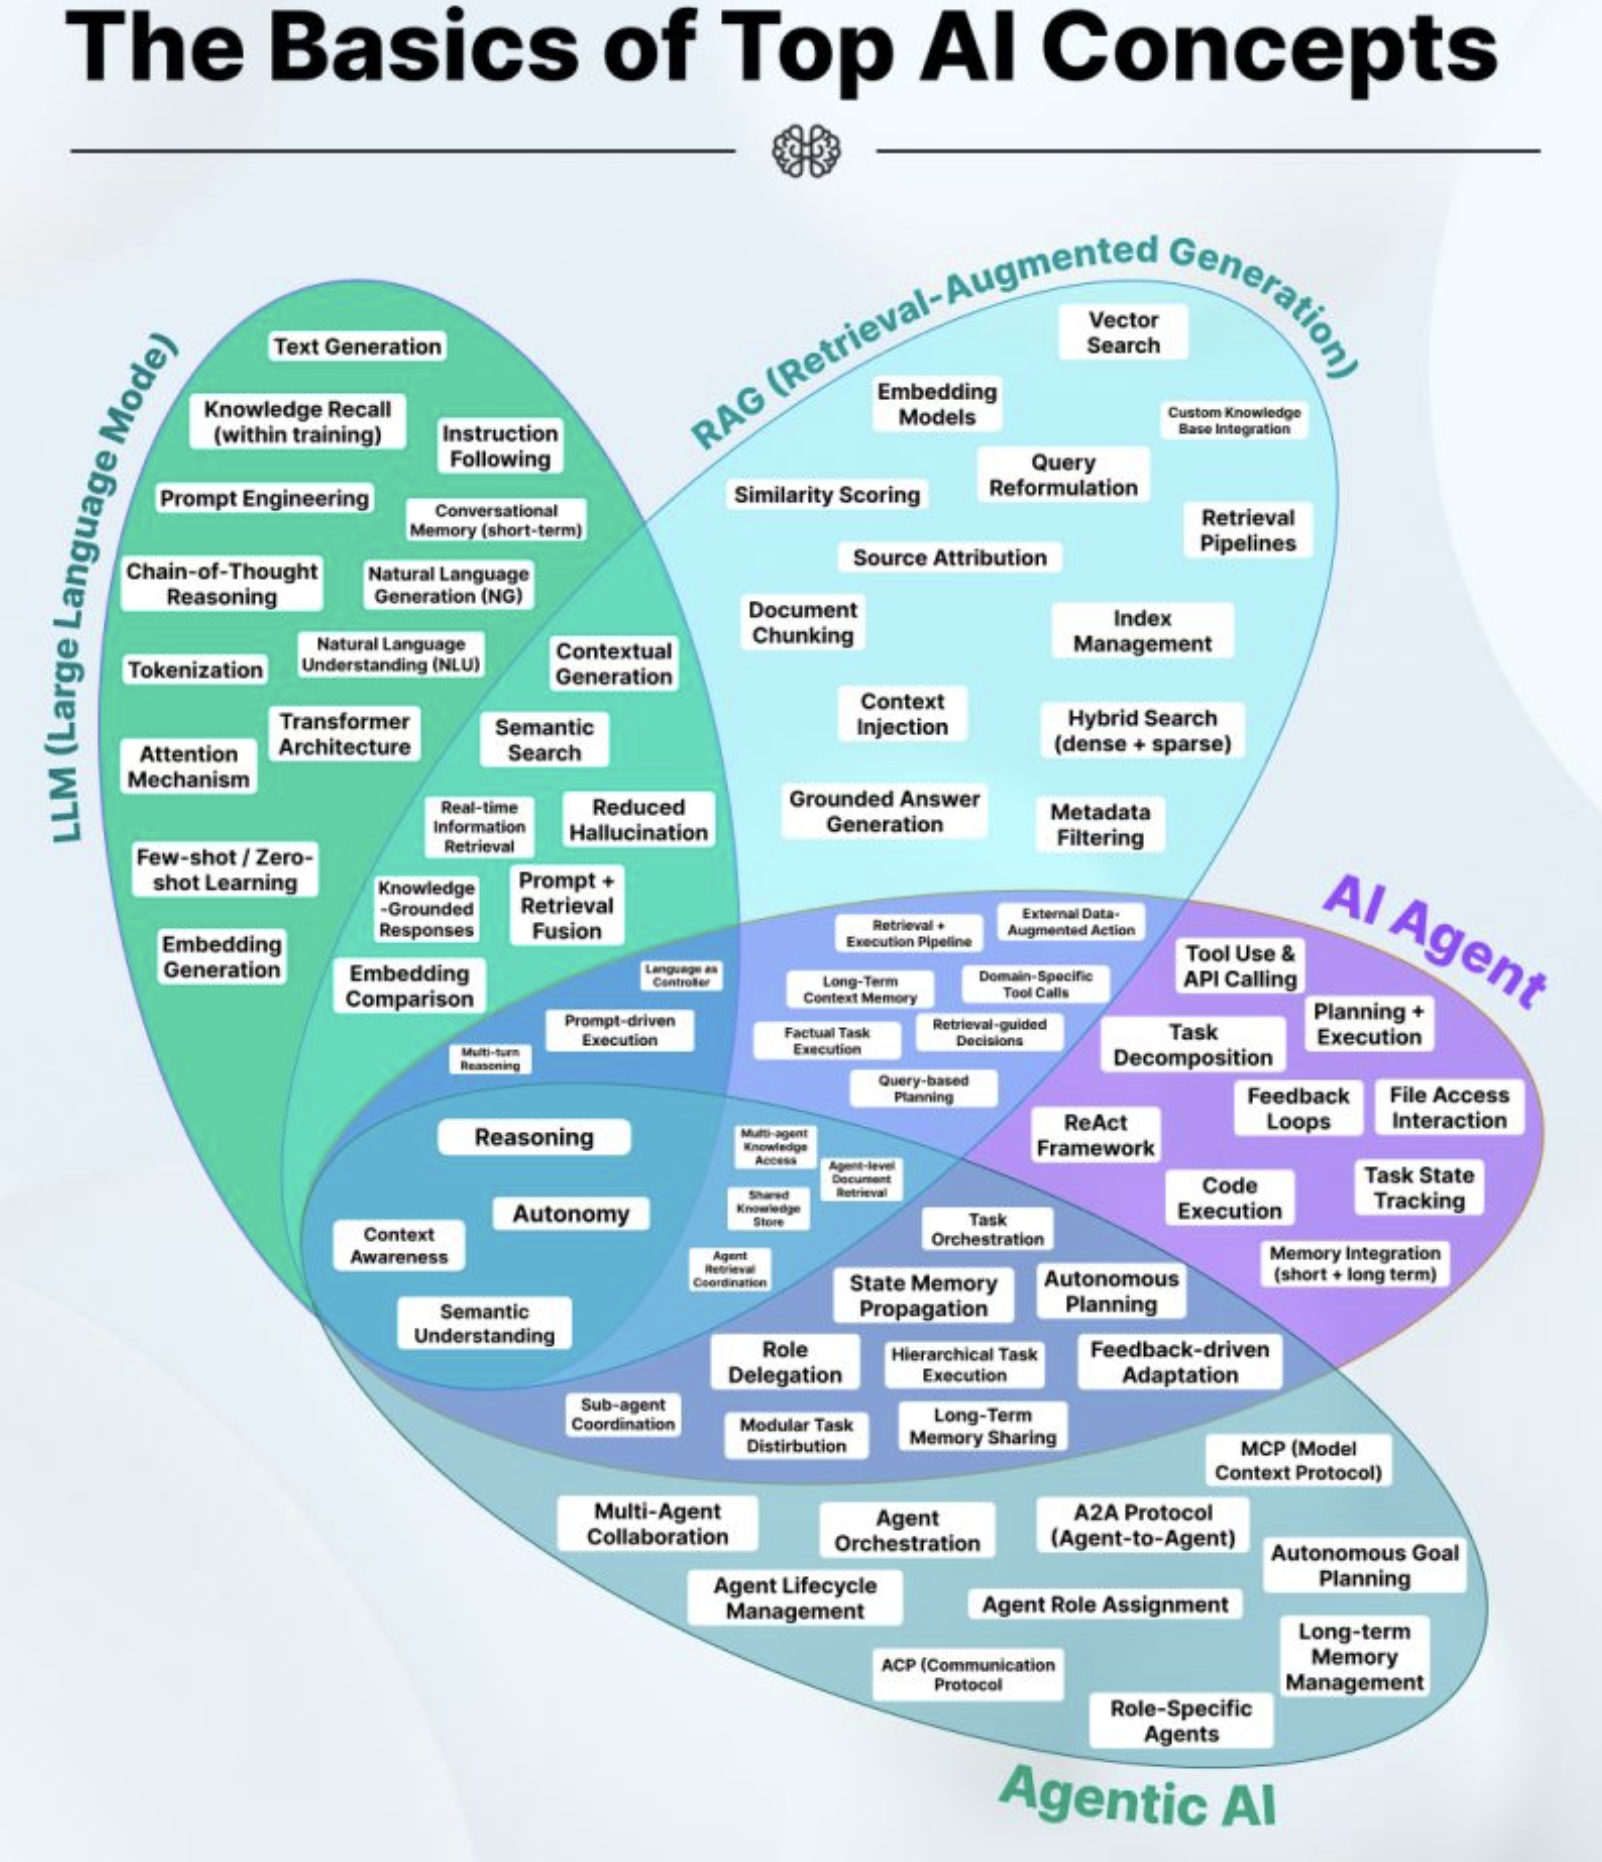 The Basics of Top AI Concepts
LLM (Large Language Mode)
Text Generation
Knowledge Recall
(within training)
Instruction
Following
Prompt Engineering
Conversational
Memory (short-term)
Chain-of-Thought
Reasoning
Natural Language
Generation (NG)
Natural Language
Understanding (NLU)
Tokenization
Transformer
Architecture
Attention
Mechanism
Few-shot / Zero-
shot Learning
Embedding
Generation
Contextual
Generation
Semantic
Search
Real-time
Information
Retrieval
Reduced
Hallucination
Knowledge
-Grounded
Responses
Prompt +
Retrieval
Fusion
Embedding
Comparison
RAG (Retrieval-Augmented Generation)
Vector
Search
Embedding
Models
Custom Knowledge
Base Integration
Query
Reformulation
Similarity Scoring
Retrieval
Pipelines
Source Attribution
Document
Chunking
Index
Management
Context
Injection
Hybrid Search
(dense + sparse)
Grounded Answer
Generation
Metadata
Filtering
Language as
Controller
Prompt-driven
Execution
Multi-turn
Reasoning
Retrieval +
Execution Pipeline
External Data-
Augmented Action
Long-Term
Context Memory
Domain-Specific
Tool Calls
Factual Task
Execution
Retrieval-guided
Decisions
Query-based
Planning
AI Agent
Tool Use &
API Calling
Planning +
Execution
Task
Decomposition
Feedback
Loops
File Access
Interaction
ReAct
Framework
Code
Execution
Task State
Tracking
Memory Integration
(short + long term)
Reasoning
Autonomy
Context
Awareness
Semantic
Understanding
Multi-agent
Knowledge
Access
Agent-level
Document
Retrieval
Shared
Knowledge
Store
Agent
Retrieval
Coordination
Task
Orchestration
State Memory
Propagation
Autonomous
Planning
Role
Delegation
Hierarchical Task
Execution
Feedback-driven
Adaptation
Sub-agent
Coordination
Modular Task
Distirbution
Long-Term
Memory Sharing
MCP (Model
Context Protocol)
Multi-Agent
Collaboration
Agent
Orchestration
A2A Protocol
(Agent-to-Agent)
Autonomous Goal
Planning
Agent Lifecycle
Management
Agent Role Assignment
Long-term
Memory
Management
ACP (Communication
Protocol
Role-Specific
Agents
Agentic AI